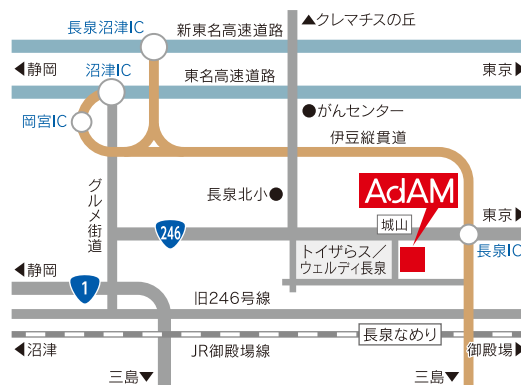 ▲クレマチスの丘
長泉沼津IC
新東名高速道路
◀静岡
沼津IC
東名高速道路
東京▶
岡宮IC
●がんセンター
伊豆縦貫道
グルメ街道
長泉北小●
AdAM
城山
東京▶
246
長泉IC
トイザらス/
ウェルディ長泉
◀静岡
1
旧246号線
長泉なめり
◀沼津
JR御殿場線
御殿場▶
三島▼
三島▼